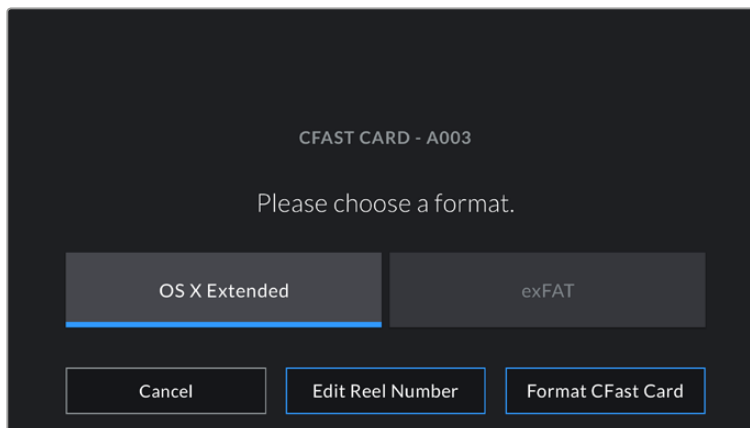 CFAST CARD - A003
Please choose a format.
OS X Extended
exFAT
Cancel
Edit Reel Number
Format CFast Card